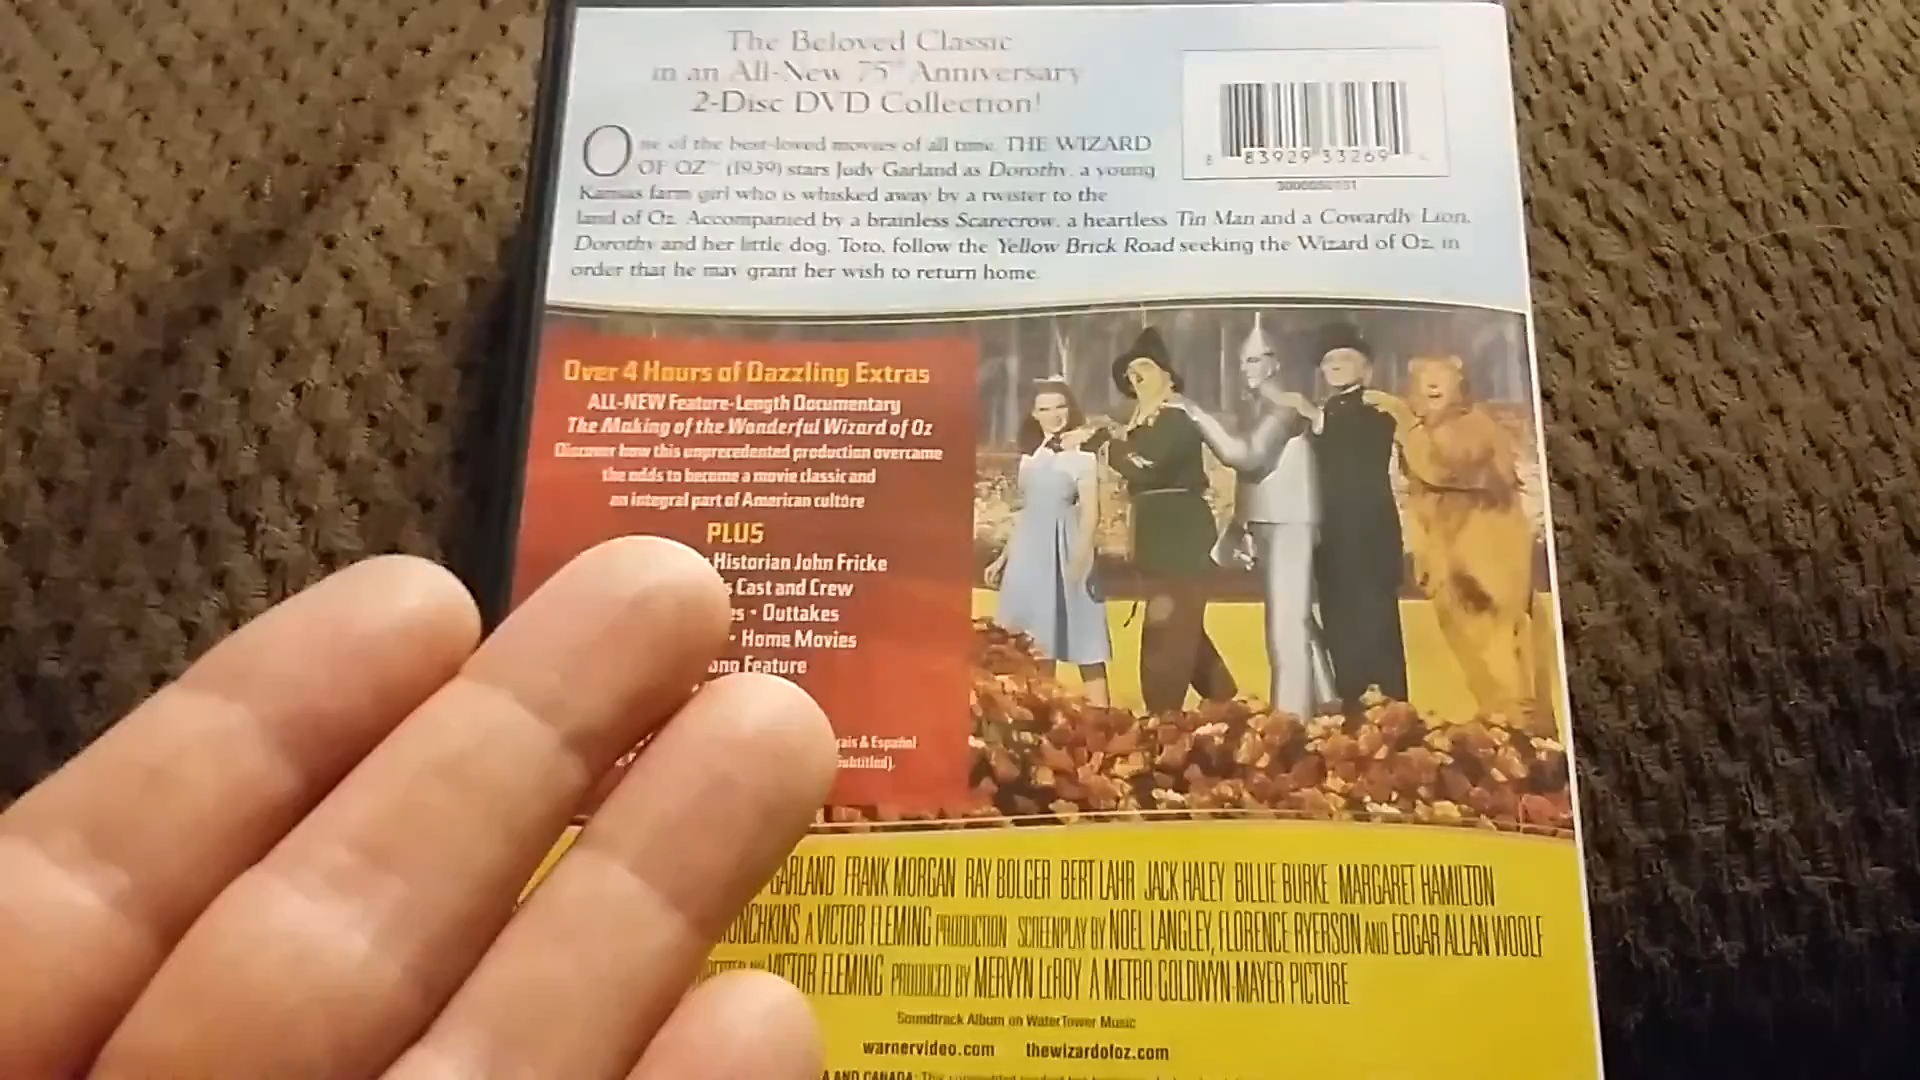 The Beloved Classic
in an All-New 75th Anniversary
2-Disc DVD Collection!
One of the best-loved movies of all time, THE WIZARD
OF OZ™ (1939) stars Judy Garland as Dorothy, a young
Kansas farm girl who is whisked away by a twister to the
land of Oz. Accompanied by a brainless Scarecrow, a heartless Tin Man and a Cowardly Lion,
Dorothy and her little dog, Toto, follow the Yellow Brick Road seeking the Wizard of Oz, in
order that he may grant her wish to return home.
8 83929 33269
Over 4 Hours of Dazzling Extras
ALL-NEW Feature-Length Documentary
The Making of the Wonderful Wizard of Oz
Discover how this unprecedented production overcame
the odds to become a movie classic and
an integral part of American culture
PLUS
Historian John Fricke
Cast and Crew
• Outtakes
• Home Movies
Feature
& Español
GARLAND FRANK MORGAN RAY BOLGER BERT LAHR JACK HALEY BILLIE BURKE MARGARET HAMILTON
A VICTOR FLEMING PRODUCTION SCREENPLAY BY NOEL LANGLEY, FLORENCE RYERSON AND EDGAR ALLAN WOOLF
VICTOR FLEMING PRODUCED BY MERVYN LeROY A METRO-GOLDWYN-MAYER PICTURE
Soundtrack Album on WaterTower Music
warnervideo.com thewizardofoz.com
AND CANADA: